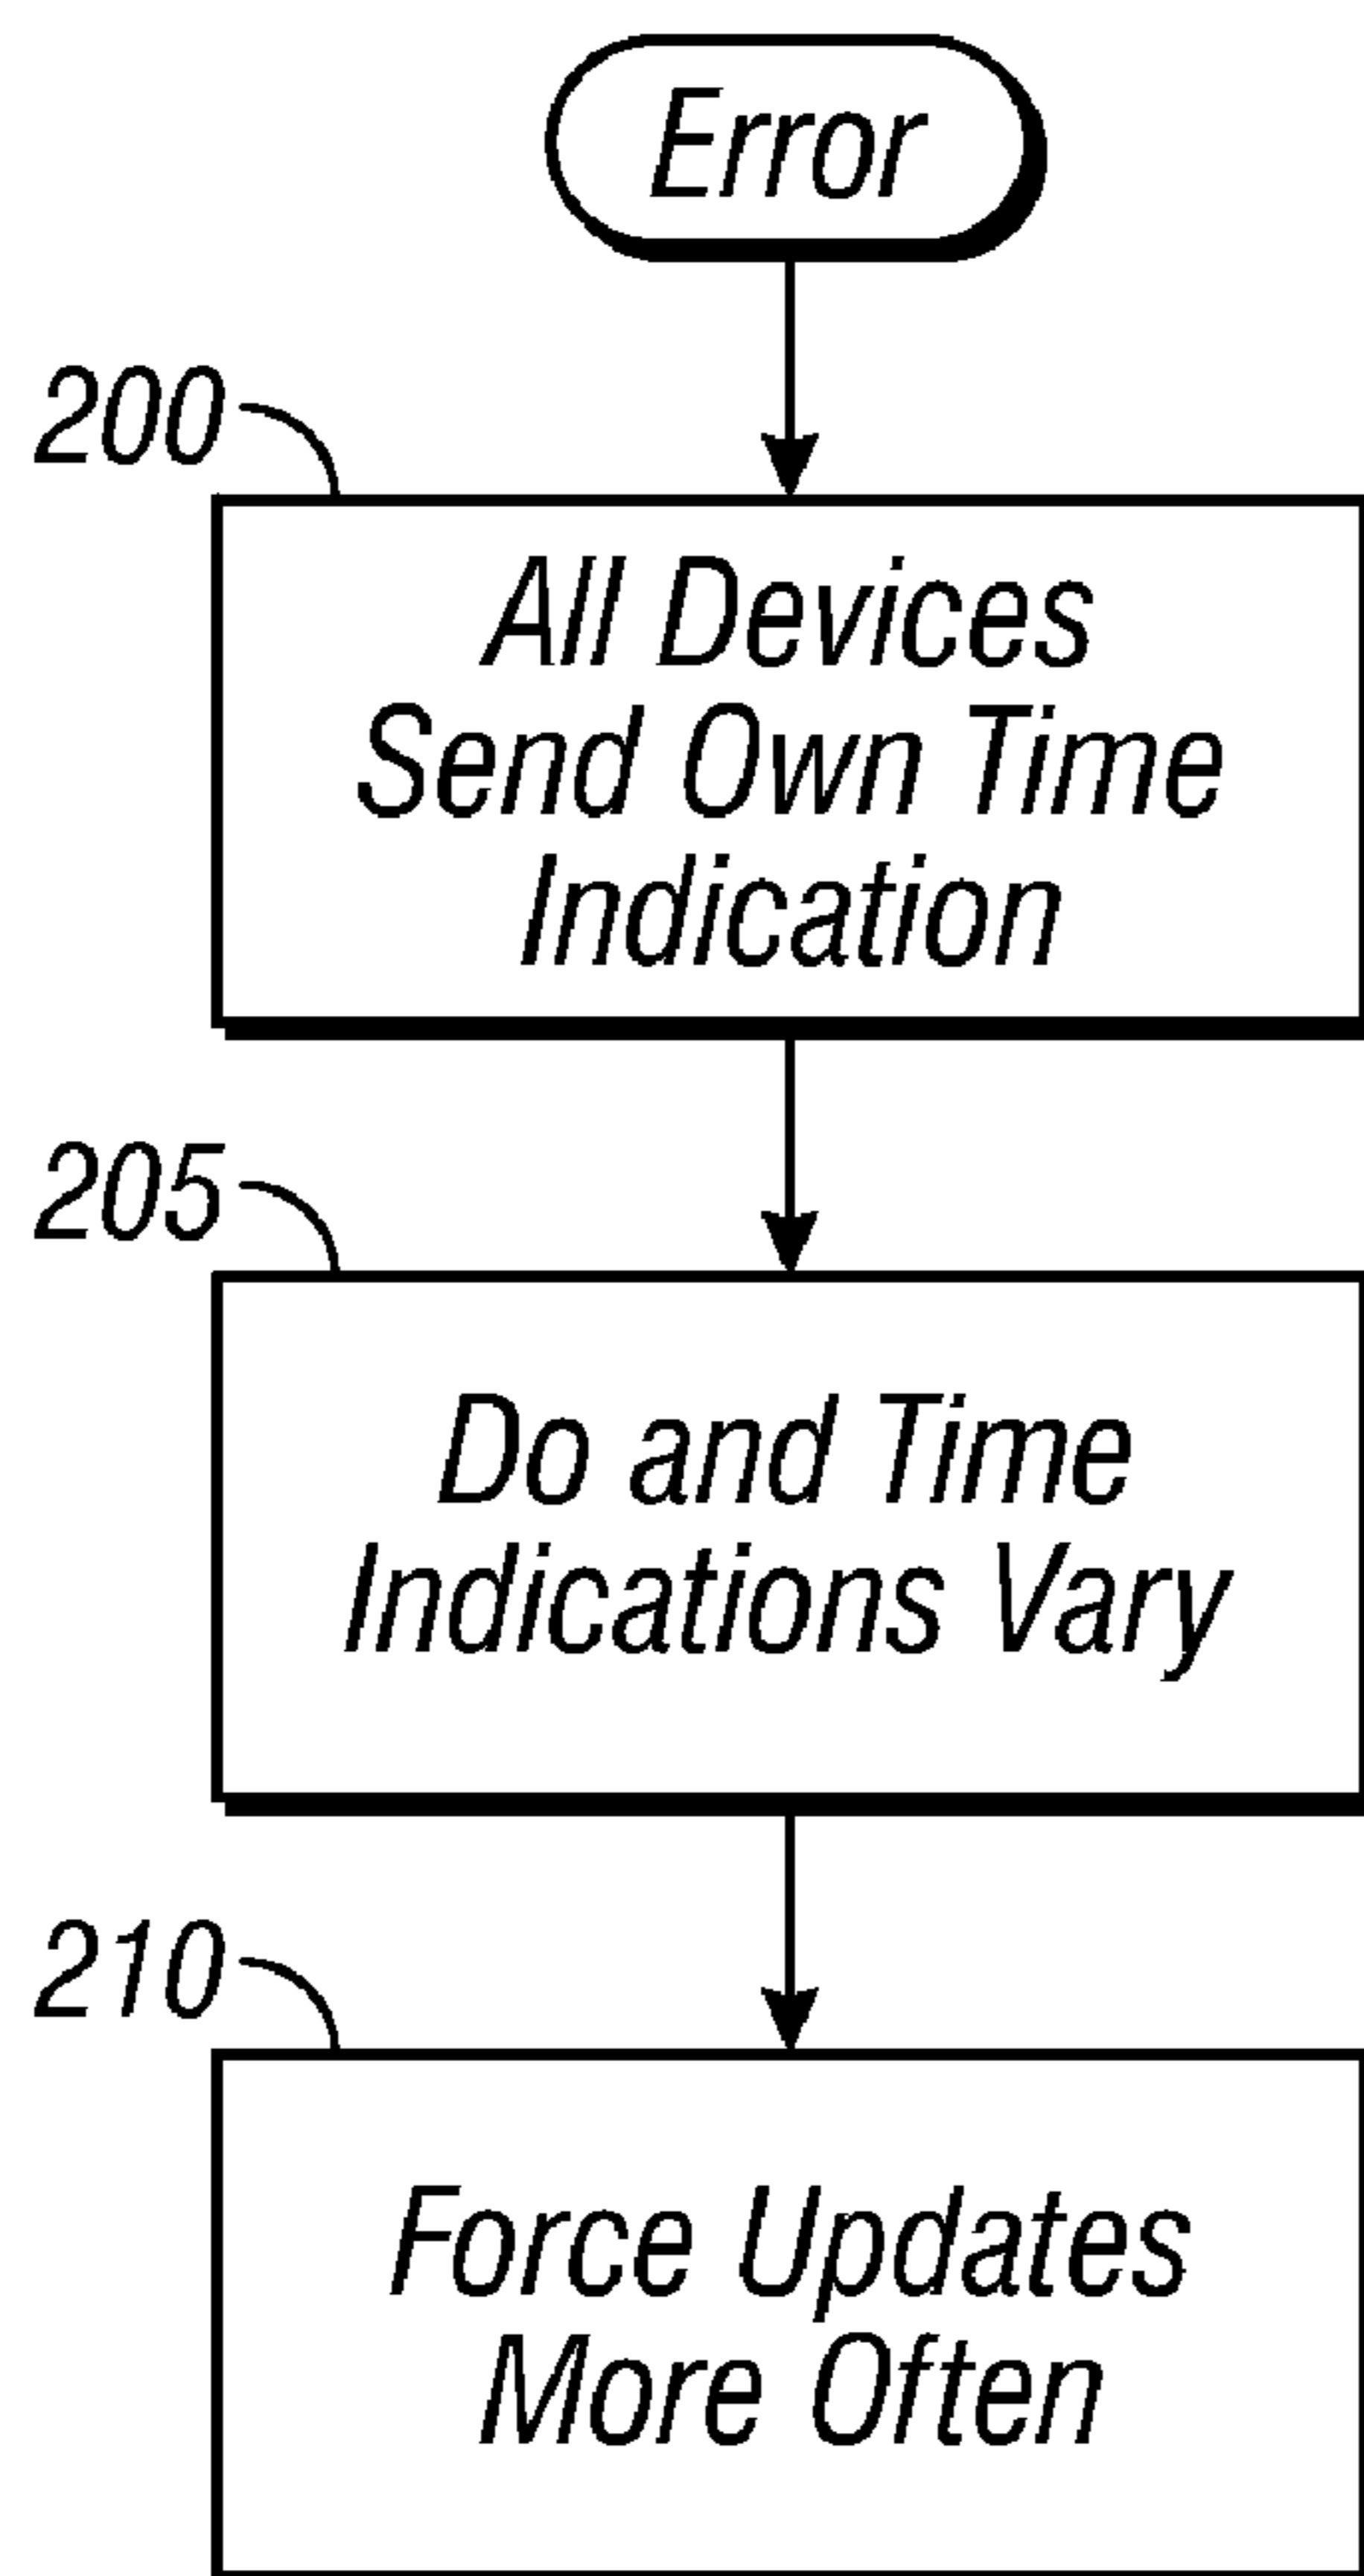 Error
200
All Devices
Send Own Time
Indication
205
Do and Time
Indications Vary
210
Force Updates
More Often